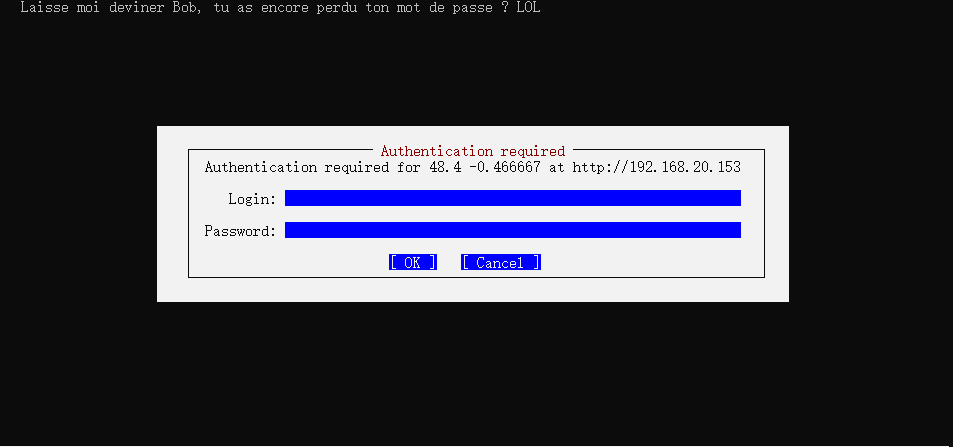 Laisse moi deviner Bob, tu as encore perdu ton mot de passe ? LOL
Authentication required
Authentication required for 48.4 -0.466667 at http://192.168.20.153
Login:
Password:
[ OK ] [ Cancel ]